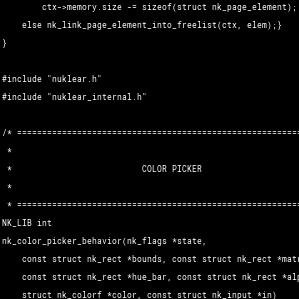 ctx->memory.size -= sizeof(struct nk_page_element);
else nk_link_page_element_into_freelist(ctx, elem);}
}
#include "nuklear.h"
#include "nuklear_internal.h"
/* ===========================================================
*
* COLOR PICKER
*
* ===========================================================
NK_LIB int
nk_color_picker_behavior(nk_flags *state,
const struct nk_rect *bounds, const struct nk_rect *matr
const struct nk_rect *hue_bar, const struct nk_rect *alp
struct nk_colorf *color, const struct nk_input *in)